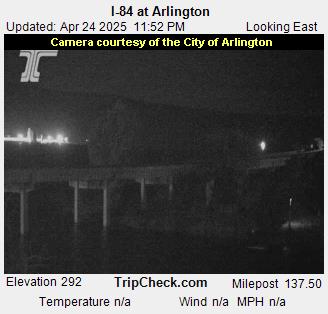 I-84 at Arlington
Updated: Apr 24 2025 11:52 PM Looking East
Camera courtesy of the City of Arlington
Elevation 292 TripCheck.com Milepost 137.50
Temperature n/a Wind n/a MPH n/a